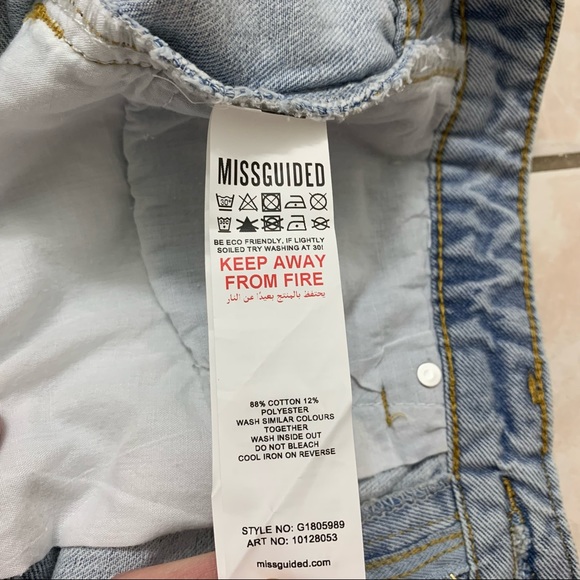 MISSGUIDED
BE ECO FRIENDLY, IF LIGHTLY
SOILED TRY WASHING AT 30!
KEEP AWAY
FROM FIRE
يحتفظ بالمنتج بعيدًا عن النار
88% COTTON 12%
POLYESTER
WASH SIMILAR COLOURS
TOGETHER
WASH INSIDE OUT
DO NOT BLEACH
COOL IRON ON REVERSE
STYLE NO: G1805989
ART NO: 10128053
missguided.com